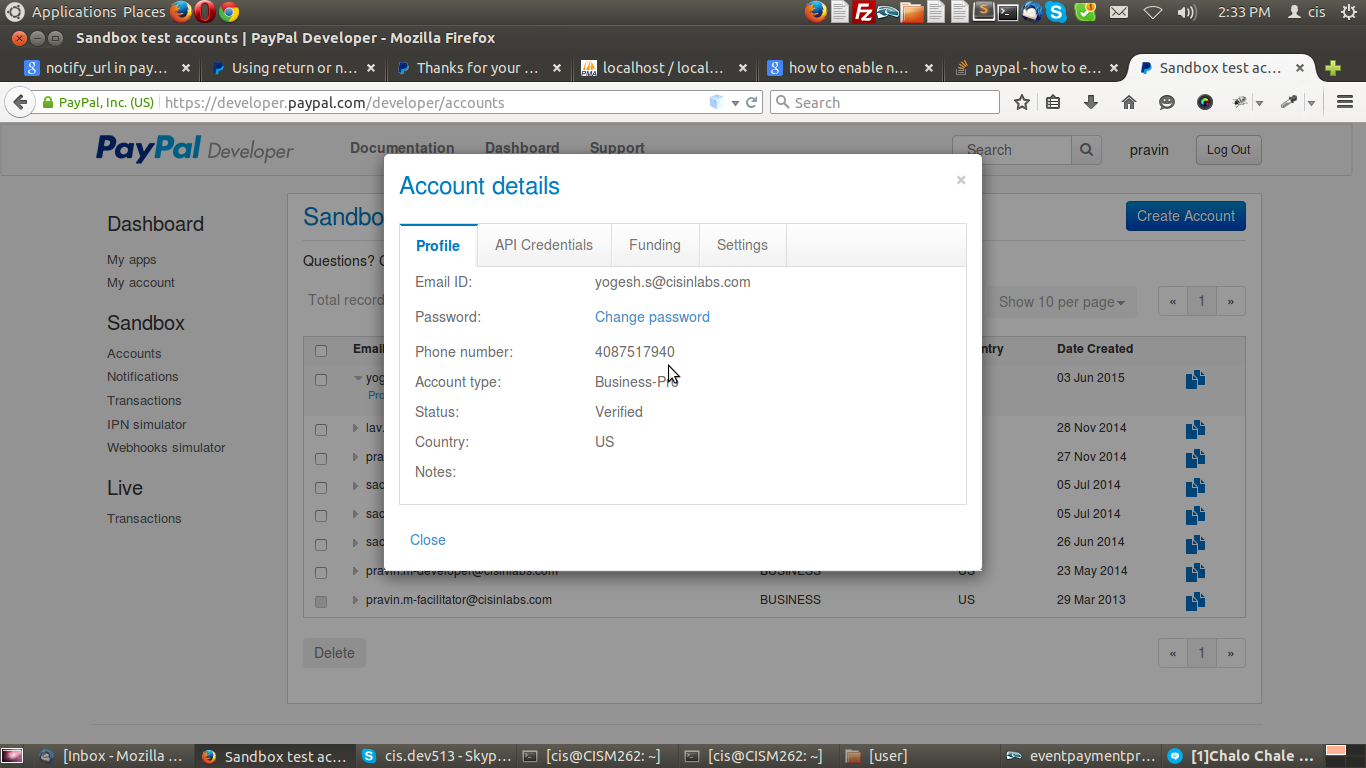 Applications Places 2:33 PM cis
Sandbox test accounts | PayPal Developer - Mozilla Firefox
notify_url in pay... Using return or n... Thanks for your ... localhost / local... how to enable n... paypal - how to e... Sandbox test ac...
PayPal, Inc. (US) https://developer.paypal.com/developer/accounts Search
PayPal Developer Documentation Dashboard Support Search pravin Log Out
Account details ×
Dashboard
Sandbo Create Account
Profile API Credentials Funding Settings
My apps
Questions?
My account
Email ID: yogesh.s@cisinlabs.com
Total record Show 10 per page « 1 »
Password: Change password
Sandbox
Email ntry Date Created
Phone number: 4087517940
Accounts
Notifications
yog 03 Jun 2015
Account type: Business-Pro
Pro
Transactions
Status: Verified
IPN simulator
lav. 28 Nov 2014
Country: US
Webhooks simulator
pra 27 Nov 2014
Notes:
Live
sac 05 Jul 2014
Transactions
sac 05 Jul 2014
Close
sac 26 Jun 2014
pravin.m-developer@cisinlabs.com BUSINESS US 23 May 2014
pravin.m-facilitator@cisinlabs.com BUSINESS US 29 Mar 2013
Delete « 1 »
[Inbox - Mozilla ... Sandbox test ac... cis.dev513 - Skyp... [cis@CISM262: ~] [cis@CISM262: ~] [user] eventpaymentpr... [1]Chalo Chale ...